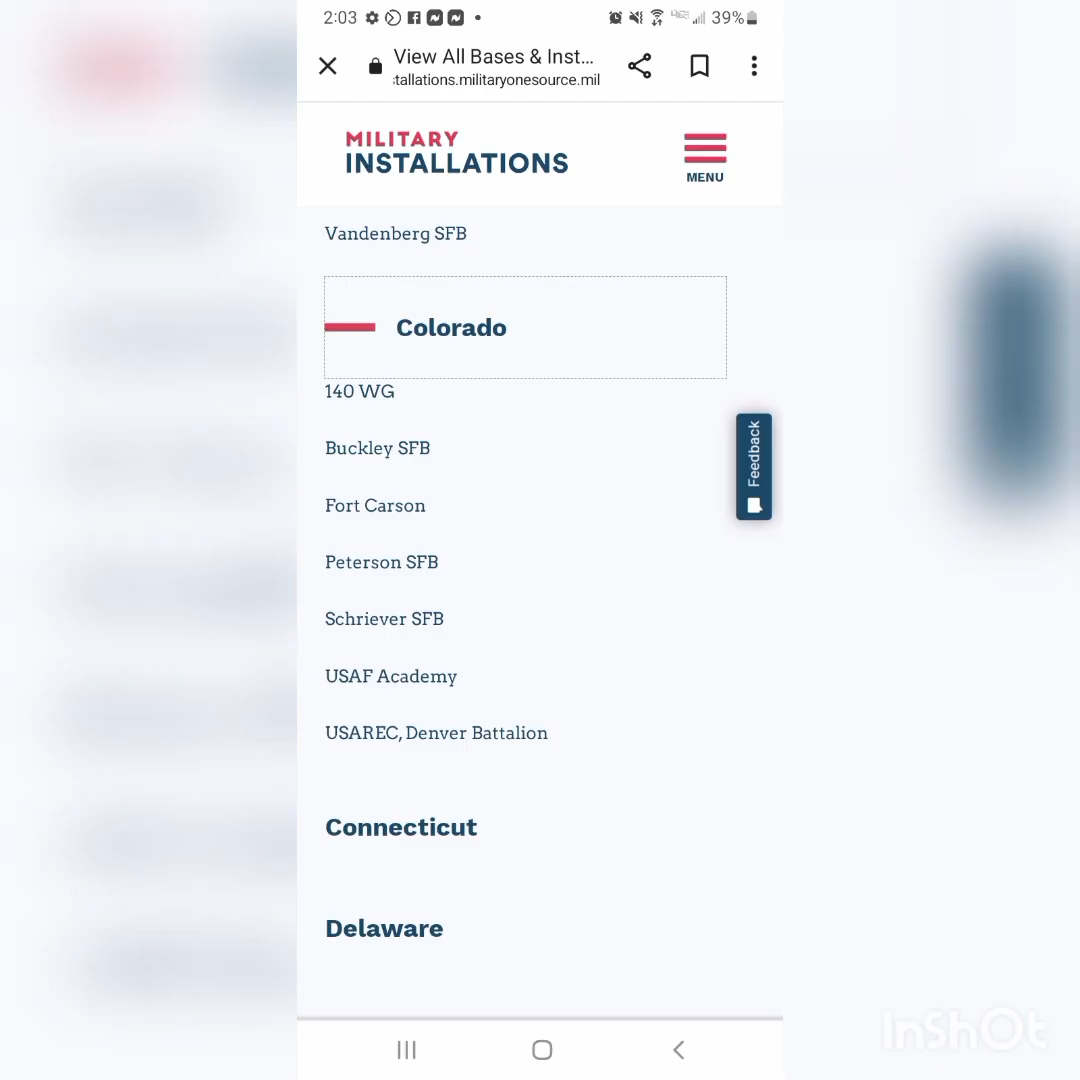 2:03
39%
View All Bases & Inst...
tallations.militaryonesource.mil
MILITARY
INSTALLATIONS
MENU
Vandenberg SFB
Colorado
140 WG
Buckley SFB
Feedback
Fort Carson
Peterson SFB
Schriever SFB
USAF Academy
USAREC, Denver Battalion
Connecticut
Delaware
InShOt